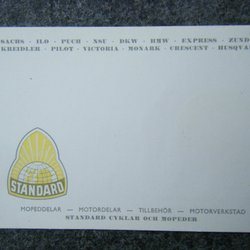 SACHS - ILO - PUCH - NSU - DKW - HMW - EXPRESS - ZUND
KREIDLER - PILOT - VICTORIA - MONARK - CRESCENT - HUSQVA
STANDARD
MOPEDDELAR — MOTORDELAR — TILLBEHÖR — MOTORVERKSTAD
STANDARD CYKLAR OCH MOPEDER